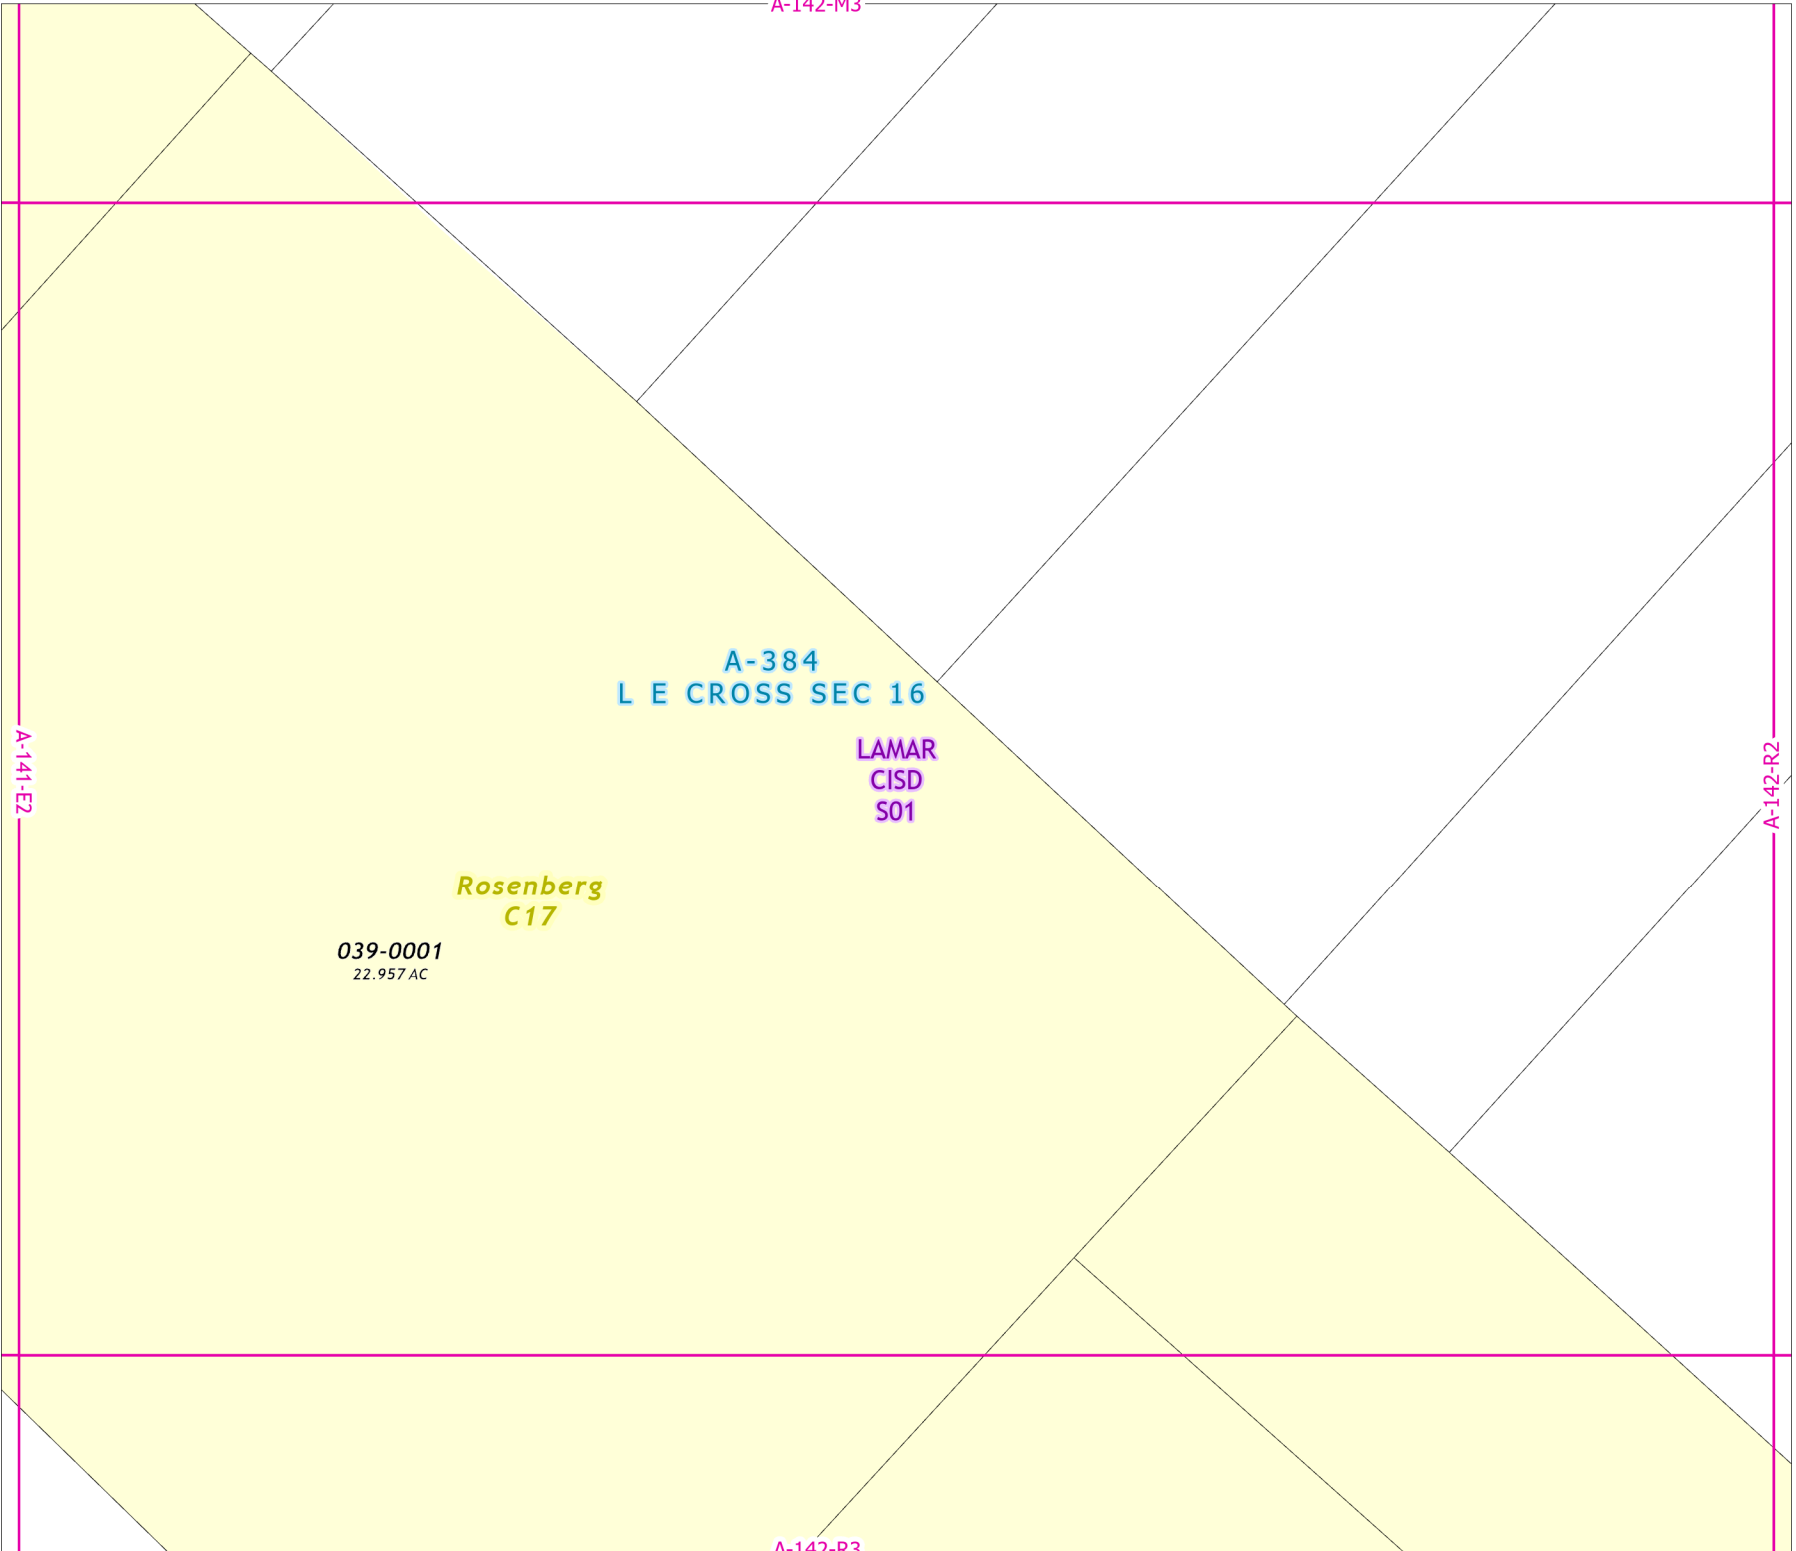 A-142-M3
A-384
L E CROSS SEC 16
LAMAR
CISD
S01
A-141-E2
A-142-R2
Rosenberg
C17
039-0001
22.957 AC
A-142-R3